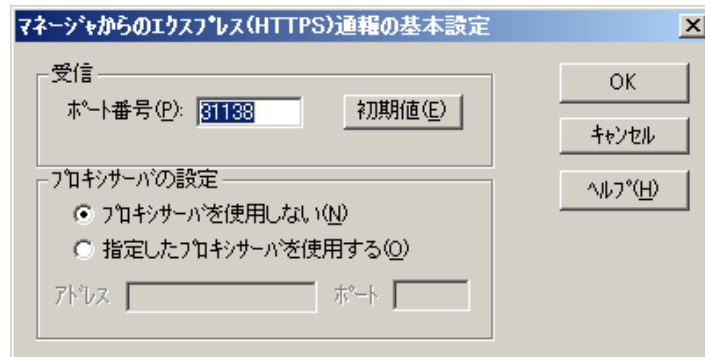 マネージャからのエクスプレス(HTTPS)通報の基本設定
受信
ポート番号(P): 31138
初期値(E)
プロキシサーバの設定
プロキシサーバを使用しない(N)
指定したプロキシサーバを使用する(O)
アドレス
ポート
OK
キャンセル
ヘルプ(H)